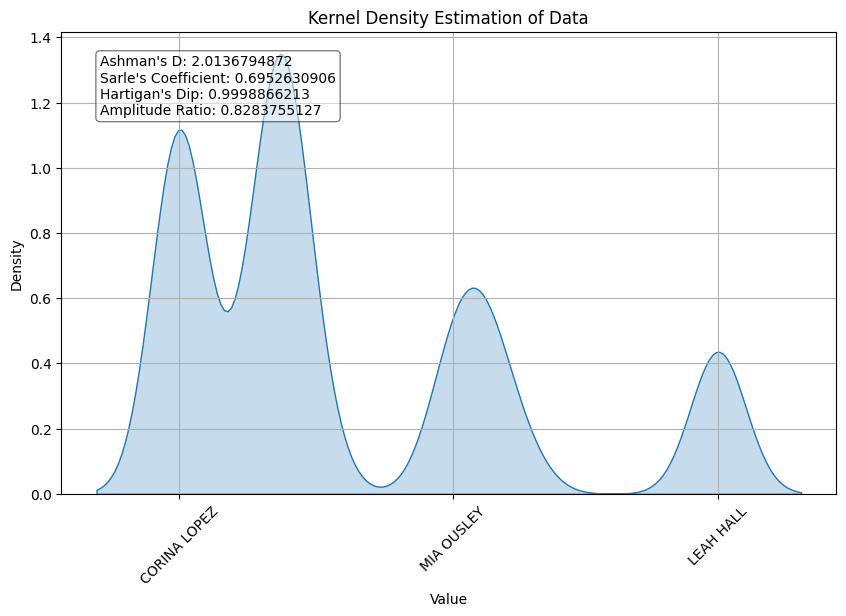 Kernel Density Estimation of Data
Ashman's D: 2.0136794872
Sarle's Coefficient: 0.6952630906
Hartigan's Dip: 0.9998866213
Amplitude Ratio: 0.8283755127
Density
1.4
1.2
1.0
0.8
0.6
0.4
0.2
0.0
CORINA LOPEZ
MIA OUSLEY
LEAH HALL
Value